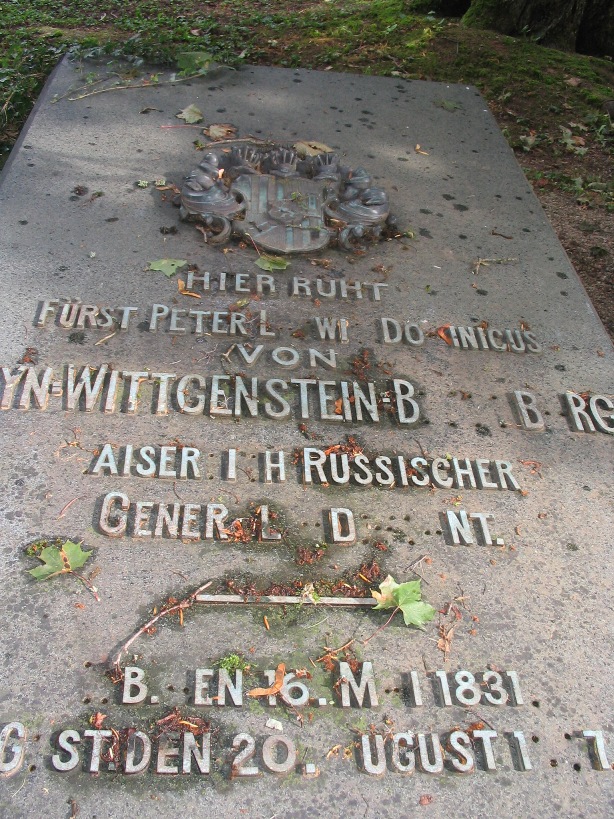 HIER RUHT
FÜRST PETER L WI DO INICUS
VON
YN=WITTGENSTEIN-B B RG
AISER I H RUSSISCHER
GENER L D NT.
B. EN 16. M I 1831
G ST. DEN 20. UGUST 1 7